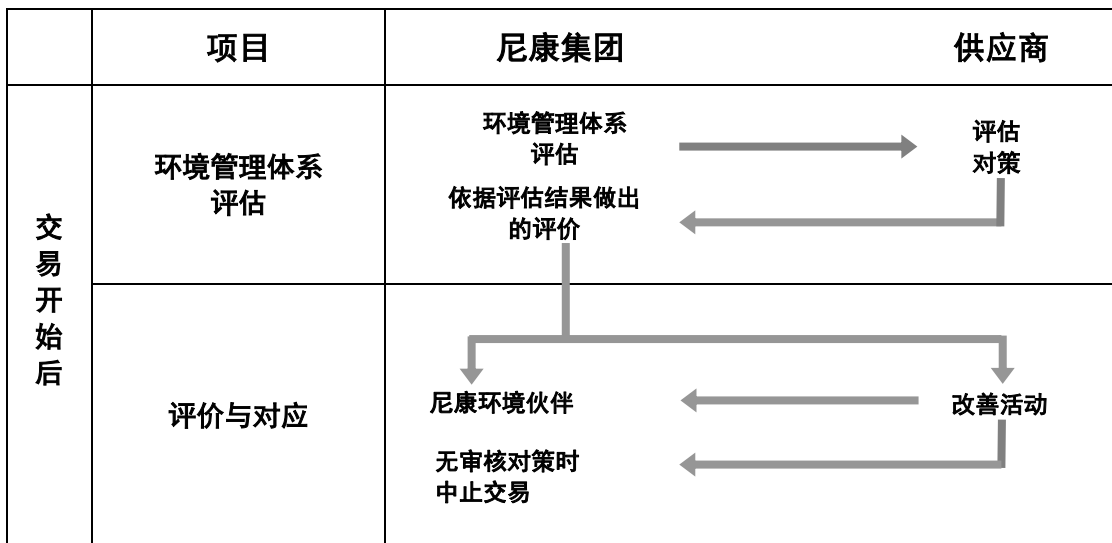 项目
尼康集团
供应商
交易开始后
环境管理体系
评估
环境管理体系
评估
评估
对策
依据评估结果做出
的评价
评价与对应
尼康环境伙伴
改善活动
无审核对策时
中止交易